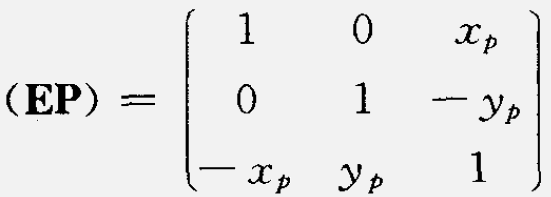 1 0 x_p
(EP) = 0 1 − y_p
− x_p y_p 1